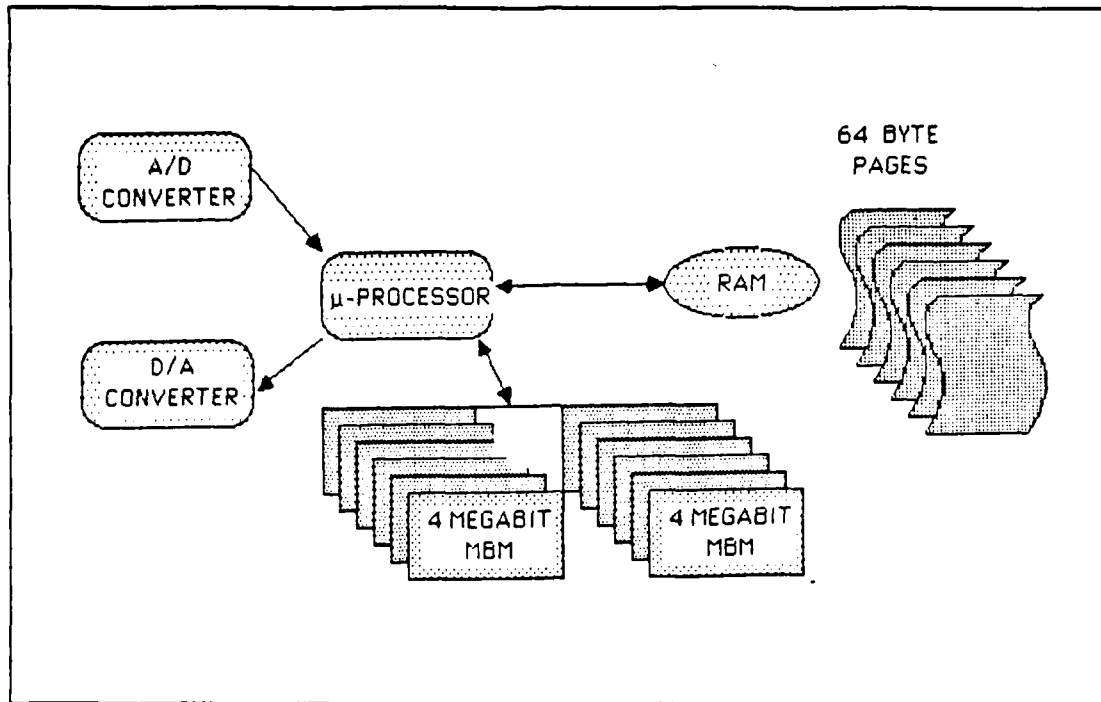 A/D
CONVERTER
64 BYTE
PAGES
µ-PROCESSOR
RAM
D/A
CONVERTER
4 MEGABIT
MBM
4 MEGABIT
MBM